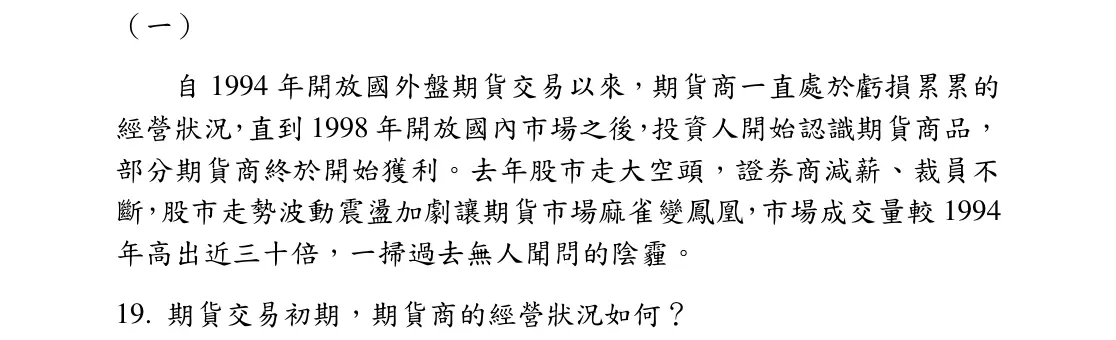 （一）
自 1994 年開放國外盤期貨交易以來，期貨商一直處於虧損累累的
經營狀況，直到 1998 年開放國內市場之後，投資人開始認識期貨商品，
部分期貨商終於開始獲利。去年股市走大空頭，證券商減薪、裁員不
斷，股市走勢波動震盪加劇讓期貨市場麻雀變鳳凰，市場成交量較 1994
年高出近三十倍，一掃過去無人聞問的陰霾。
19. 期貨交易初期，期貨商的經營狀況如何？